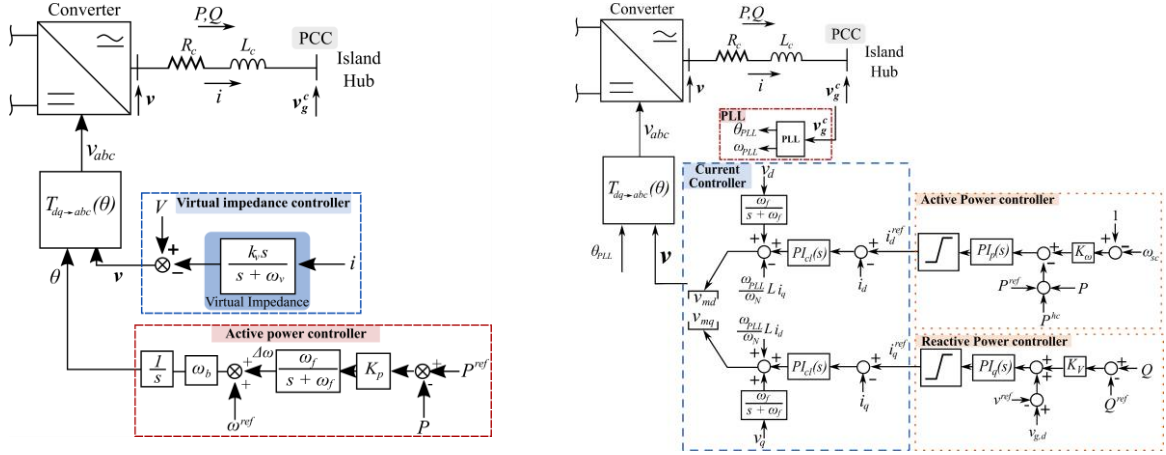 Converter
P,Q
R_c
L_c
PCC
Island
Hub
v
i
v_g^c
v_abc
T_dq→abc(θ)
Virtual impedance controller
V
+
−
k_v s
s + ω_v
i
Virtual Impedance
θ
v
Active power controller
1
s
ω_b
+
Δω
+
ω_f
s + ω_f
K_p
+
-
P^ref
ω^ref
P
Converter
P,Q
R_c
L_c
PCC
Island
Hub
v
i
v_g^c
PLL
θ_PLL
ω_PLL
PLL
v_g^c
v_abc
T_dq→abc(θ)
θ_PLL
v
Current
Controller
v_d
ω_f
s + ω_f
+
+
-
PI_cl(s)
+
-
i_d^ref
i_d
ω_PLL
ω_N
L i_q
v_md
v_mq
ω_PLL
ω_N
L i_d
+
+
+
PI_cl(s)
+
-
i_q^ref
i_q
ω_f
s + ω_f
v_q
Active Power controller
1
PI_p(s)
+
-
K_ω
+
-
ω_sc
P^ref
P
P^hc
Reactive Power controller
PI_q(s)
+
+
K_V
+
-
Q
Q^ref
v^ref
-
+
v_g,d